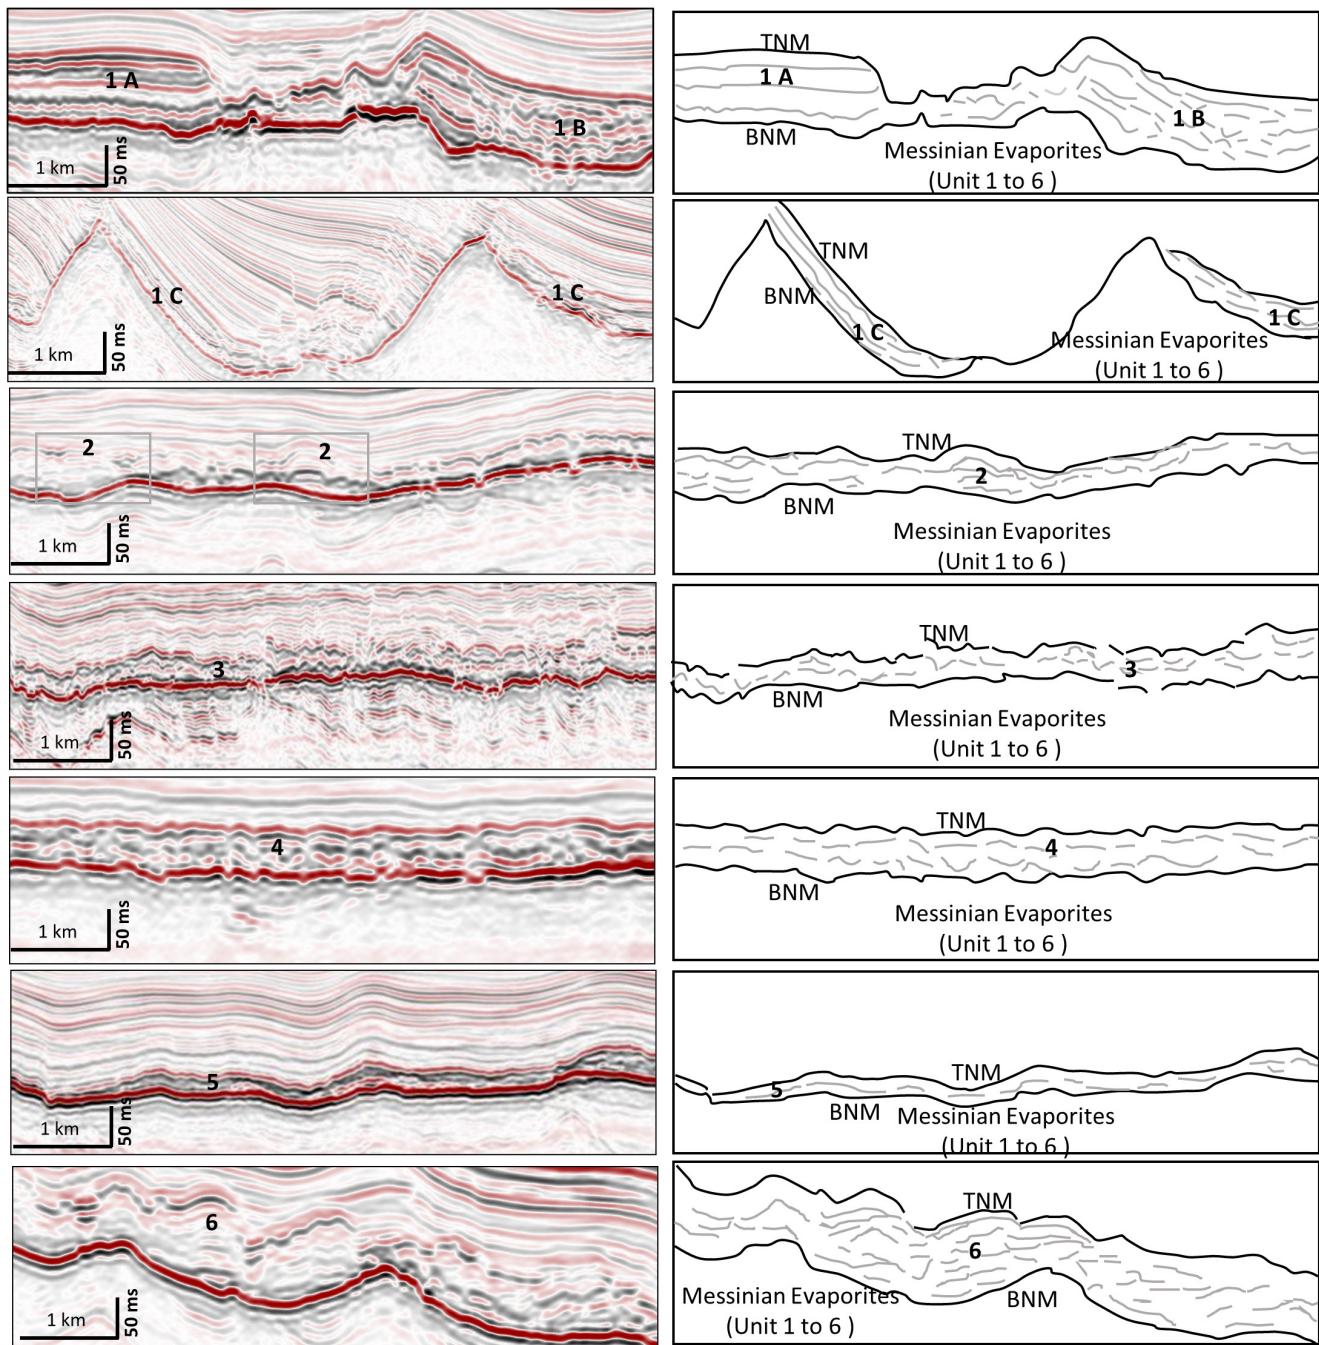 1 A
1 B
1 km
50 ms
TNM
1 A
BNM
1 B
Messinian Evaporites
(Unit 1 to 6 )
1 C
1 C
1 km
50 ms
TNM
BNM
1 C
1 C
Messinian Evaporites
(Unit 1 to 6 )
2
2
1 km
50 ms
TNM
2
BNM
Messinian Evaporites
(Unit 1 to 6 )
3
1 km
50 ms
TNM
3
BNM
Messinian Evaporites
(Unit 1 to 6 )
4
1 km
50 ms
TNM
4
BNM
Messinian Evaporites
(Unit 1 to 6 )
5
1 km
50 ms
TNM
5
BNM
Messinian Evaporites
(Unit 1 to 6 )
6
1 km
50 ms
TNM
6
BNM
Messinian Evaporites
(Unit 1 to 6 )